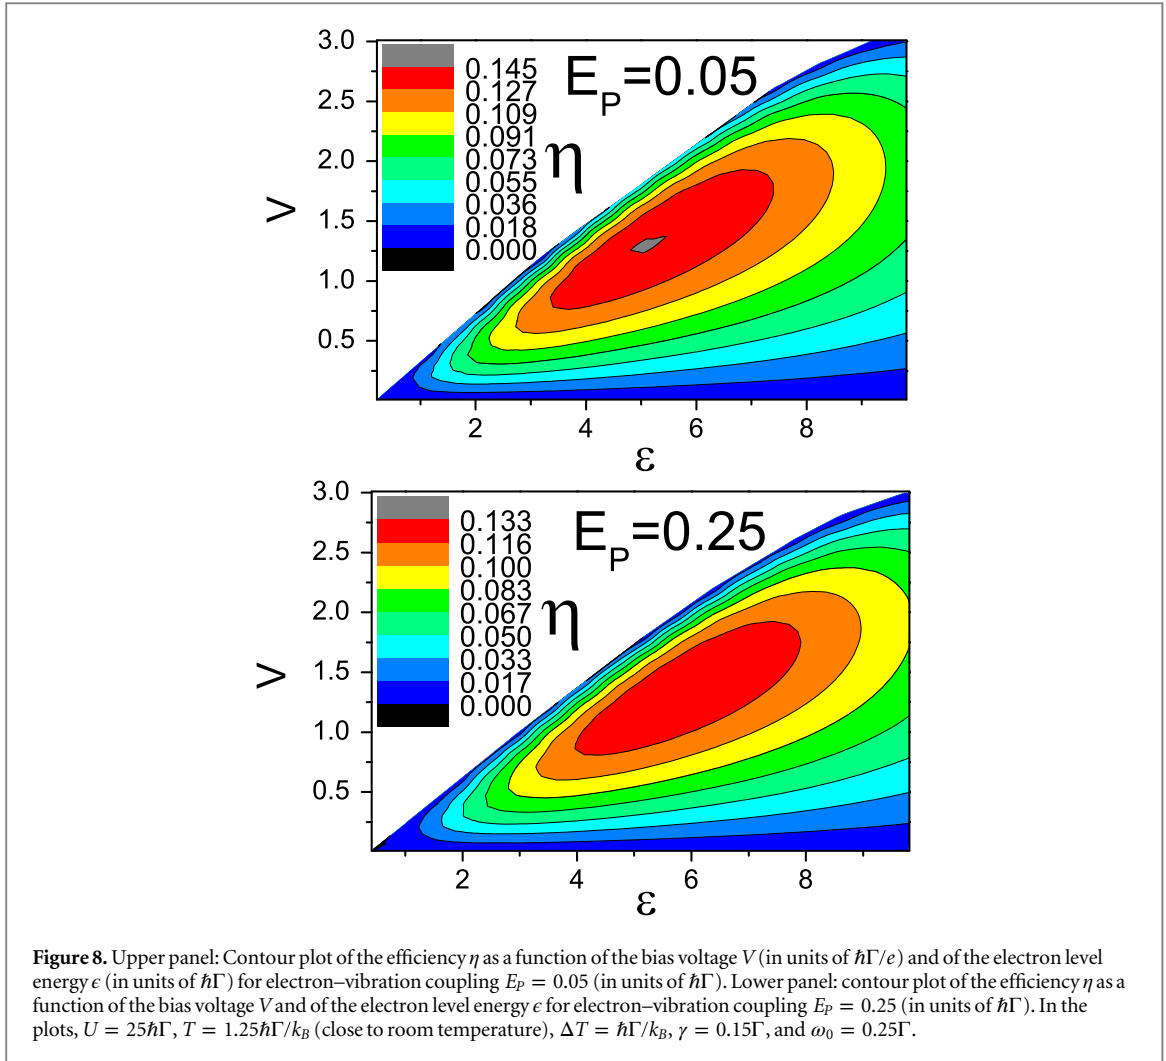 3.0
2.5
2.0
1.5
1.0
0.5
V
0.145
0.127
0.109
0.091
0.073
0.055
0.036
0.018
0.000
E_P=0.05
η
2 4 6 8
ε
3.0
2.5
2.0
1.5
1.0
0.5
V
0.133
0.116
0.100
0.083
0.067
0.050
0.033
0.017
0.000
E_P=0.25
η
2 4 6 8
ε
Figure 8. Upper panel: Contour plot of the efficiency η as a function of the bias voltage V (in units of ℏΓ/e) and of the electron level
energy ϵ (in units of ℏΓ) for electron–vibration coupling E_P = 0.05 (in units of ℏΓ). Lower panel: contour plot of the efficiency η as a
function of the bias voltage V and of the electron level energy ϵ for electron–vibration coupling E_P = 0.25 (in units of ℏΓ). In the
plots, U = 25ℏΓ, T = 1.25ℏΓ/k_B (close to room temperature), ΔT = ℏΓ/k_B, γ = 0.15Γ, and ω_0 = 0.25Γ.